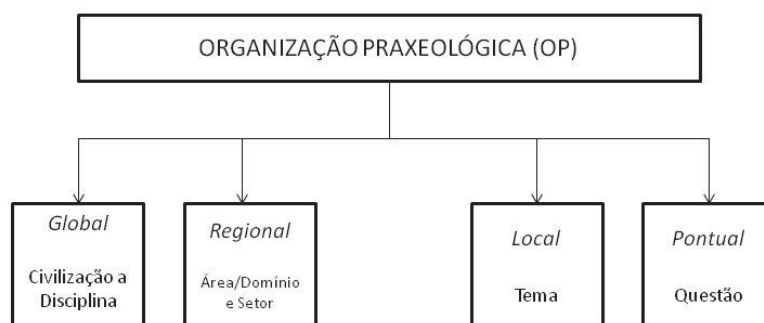 ORGANIZAÇÃO PRAXEOLÓGICA (OP)
Global
Civilização a
Disciplina
Regional
Área/Domínio
e Setor
Local
Tema
Pontual
Questão